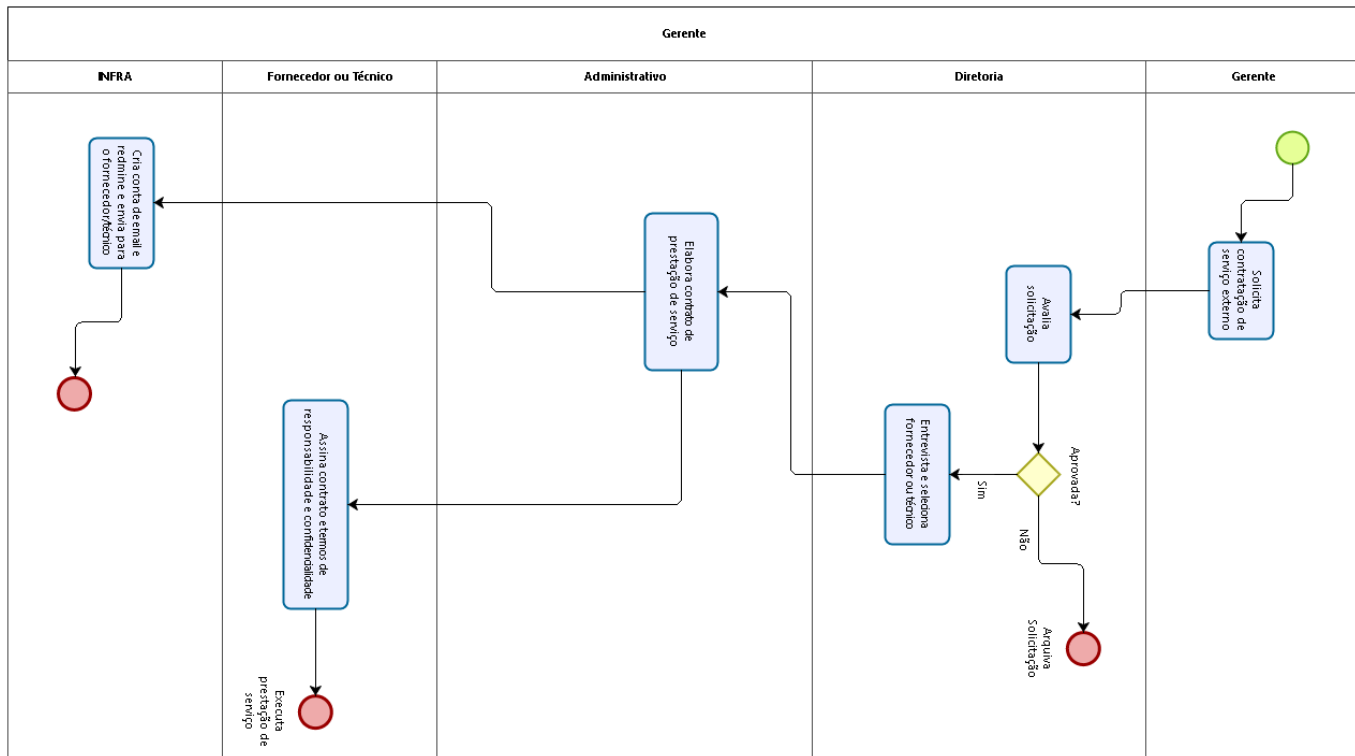 Gerente
INFRA
Fornecedor ou Técnico
Administrativo
Diretoria
Gerente
Solicita
contratação de
serviço externo
Avalia
solicitação
Aprovada?
Sim
Não
Arquiva
Solicitação
Entrevista e seleciona
fornecedor ou técnico
Elabora contrato de
prestação de serviço
Cria conta de email e
redmine e envia para
o fornecedor/técnico
Assina contrato e termos de
responsabilidade e confidencialidade
Executa
prestação de
serviço